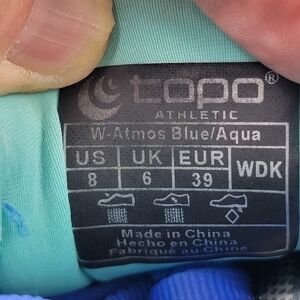 topo®
ATHLETIC
W-Atmos Blue/Aqua
US UK EUR WDK
8 6 39
Made in China
Hecho en China
Fabriqué au Chine